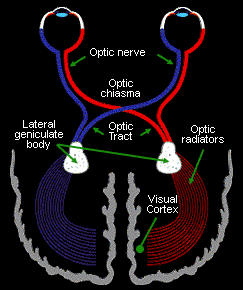 Optic nerve
Optic
chiasma
Lateral
geniculate
body
Optic
Tract
Optic
radiators
Visual
Cortex